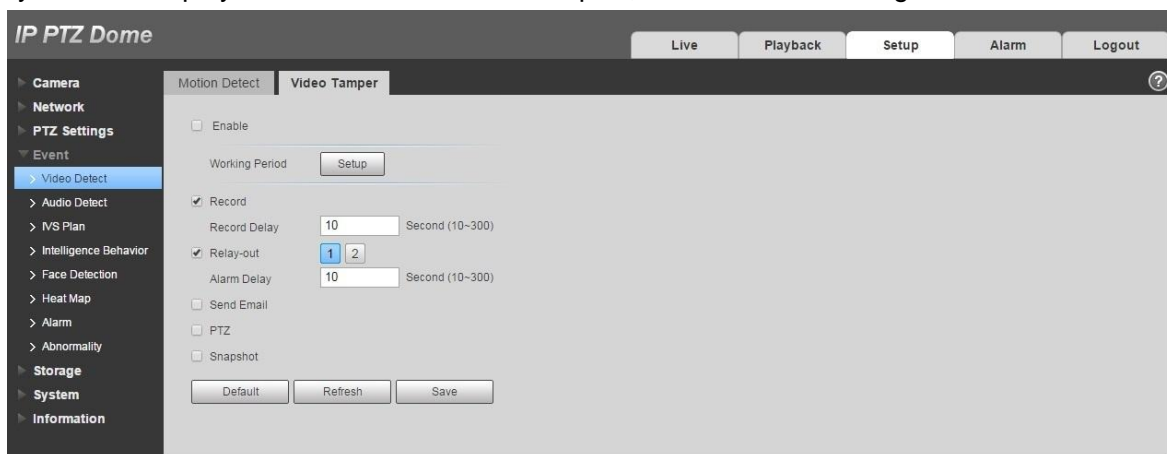 IP PTZ Dome
Live Playback Setup Alarm Logout
Camera
Network
PTZ Settings
Event
Video Detect
Audio Detect
IVS Plan
Intelligence Behavior
Face Detection
Heat Map
Alarm
Abnormality
Storage
System
Information
Motion Detect Video Tamper
?
Enable
Working Period Setup
Record
Record Delay 10 Second (10~300)
Relay-out 1 2
Alarm Delay 10 Second (10~300)
Send Email
PTZ
Snapshot
Default Refresh Save